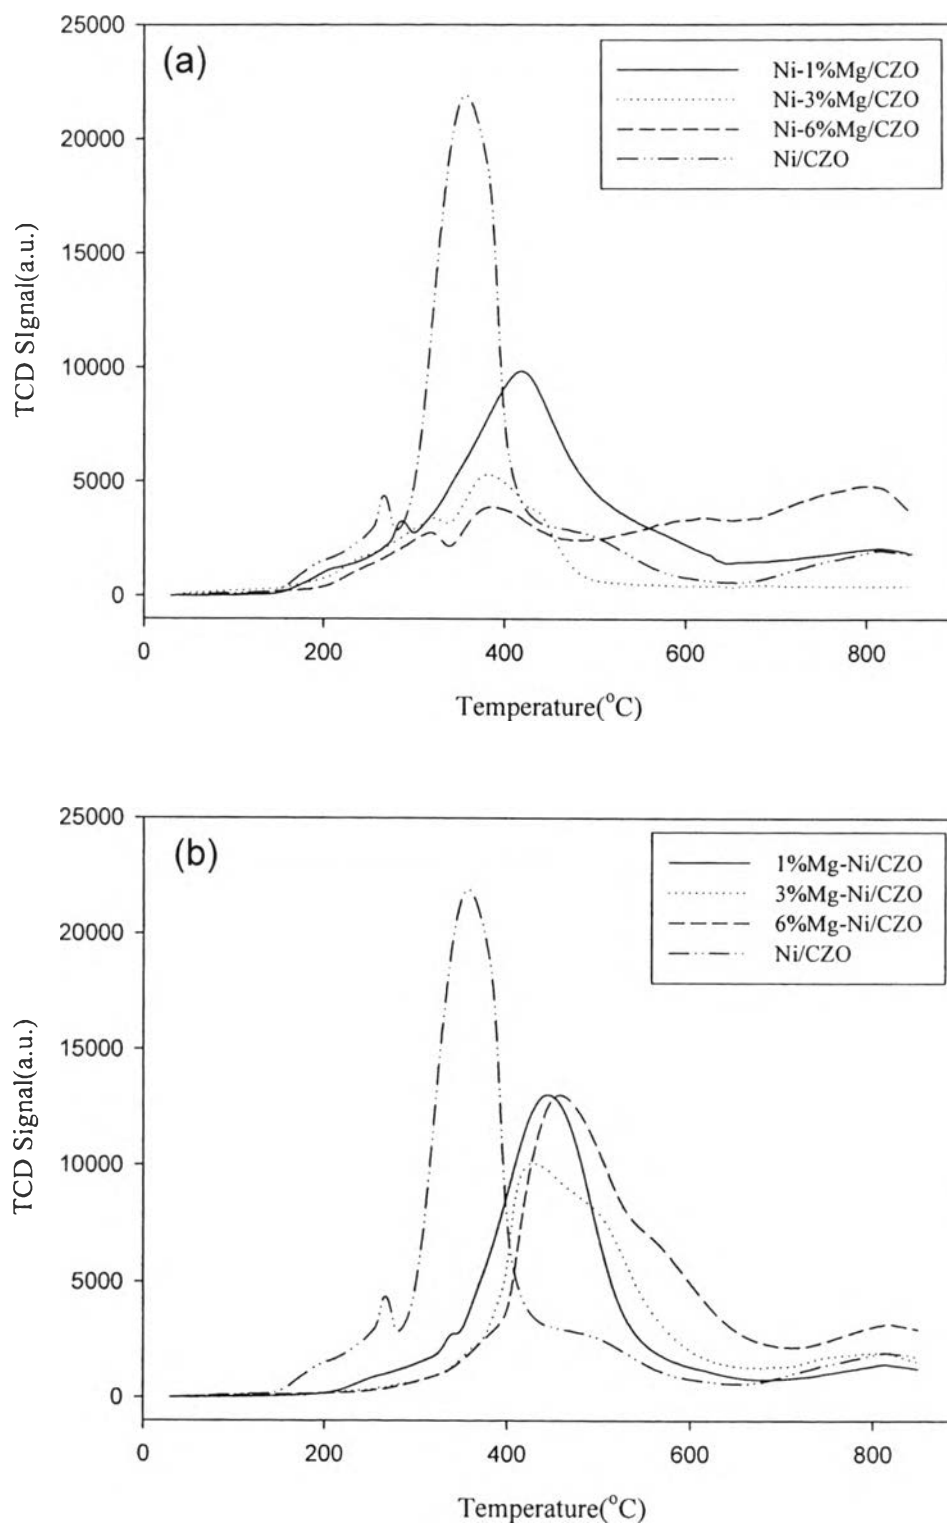 (a)
25000
20000
15000
10000
5000
0
TCD SIgnal(a.u.)
Ni-1%Mg/CZO
Ni-3%Mg/CZO
Ni-6%Mg/CZO
Ni/CZO
0 200 400 600 800
Temperature(°C)
(b)
25000
20000
15000
10000
5000
0
TCD Signal(a.u.)
1%Mg-Ni/CZO
3%Mg-Ni/CZO
6%Mg-Ni/CZO
Ni/CZO
0 200 400 600 800
Temperature(°C)